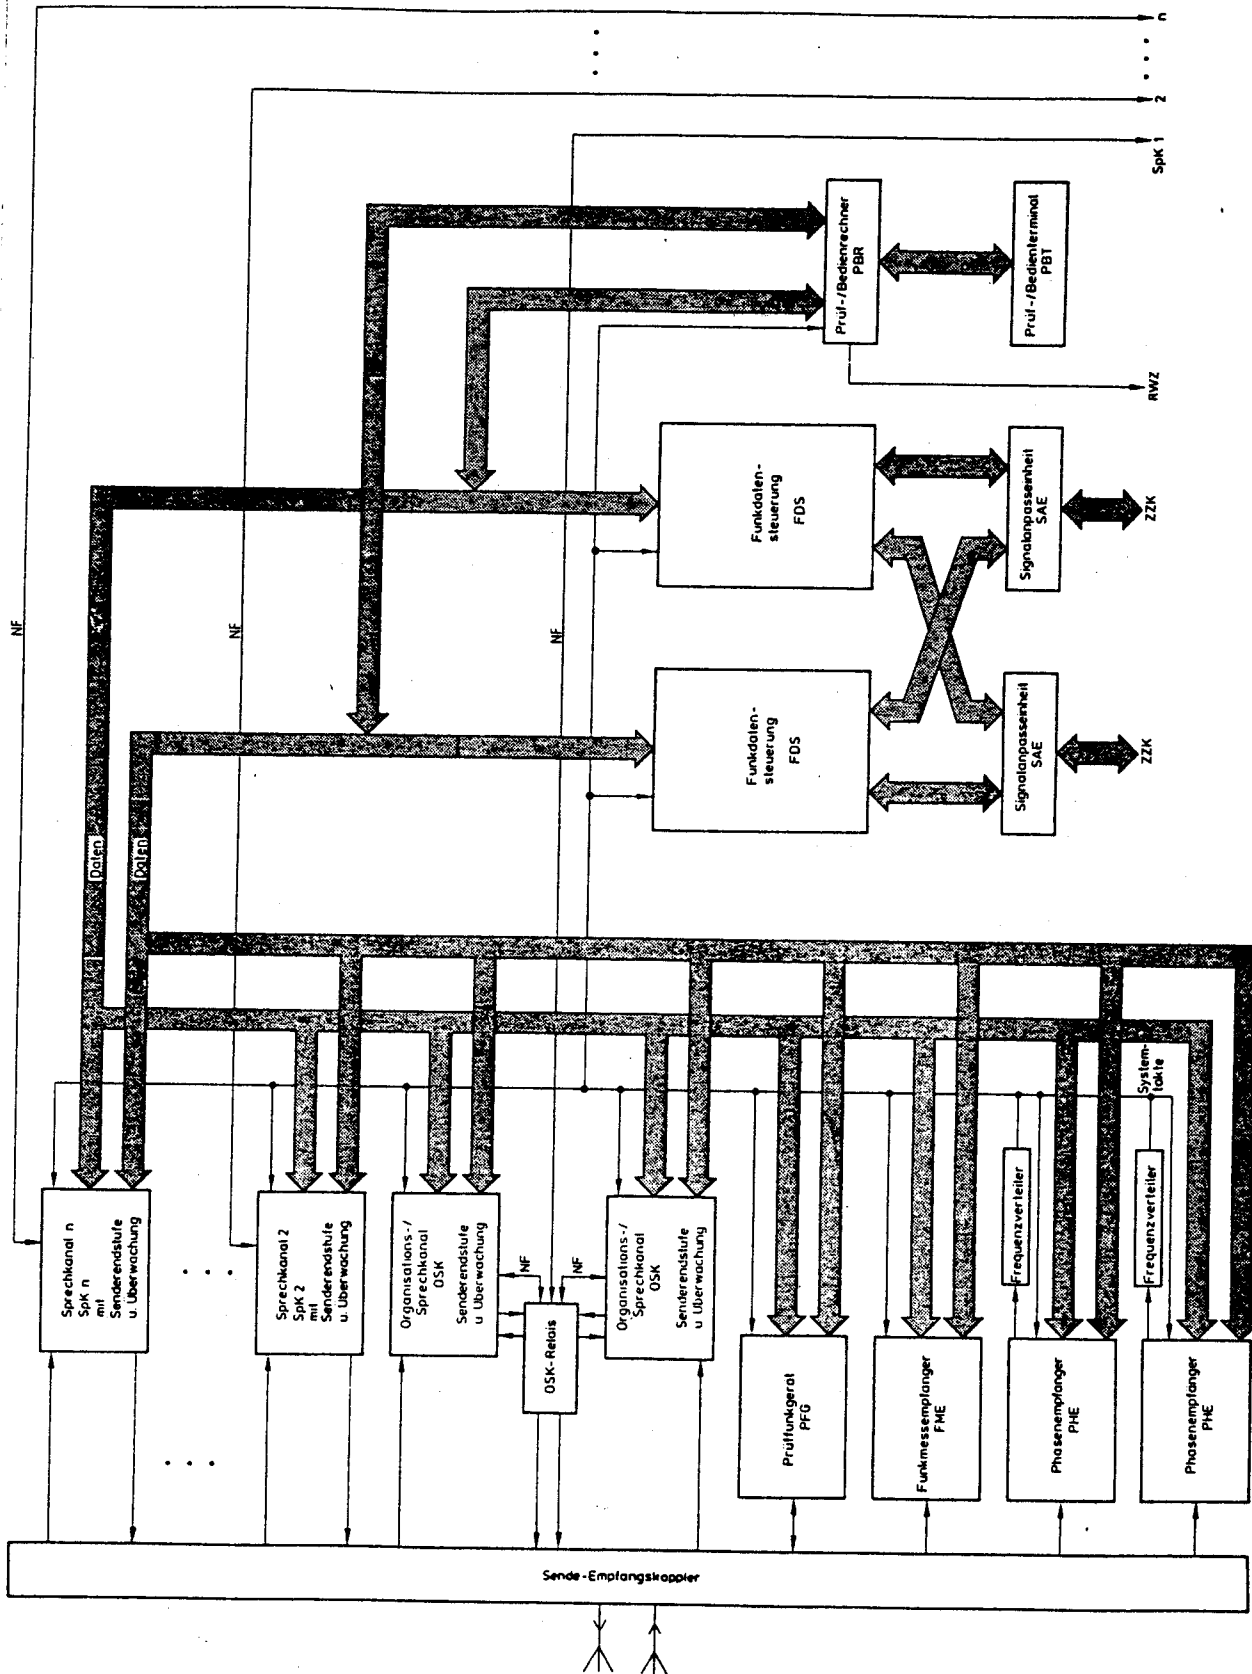 NF
n
NF
2
NF
SpK 1
Daten
Daten
Prüf-/Bedienrechner
PBR
Prüf-/Bedienterminal
PBT
RWZ
Funkdaten-
steuerung
FDS
Signalanpasseinheit
SAE
ZZK
Funkdaten-
steuerung
FDS
Signalanpasseinheit
SAE
ZZK
System-
takte
Sprechkanal n
SpK n
mit
Senderendstufe
u. Überwachung
Sprechkanal 2
SpK 2
mit
Senderendstufe
u. Überwachung
Organisations-/
Sprechkanal
OSK
Senderendstufe
u Überwachung
NF
OSK-Relais
NF
Organisations-/
Sprechkanal
OSK
Senderendstufe
u Überwachung
Prüffunkgerät
PFG
Funkmessempfänger
FME
Frequenzverteiler
Phasenempfänger
PHE
Frequenzverteiler
Phasenempfänger
PHE
Sende-Empfangskoppler